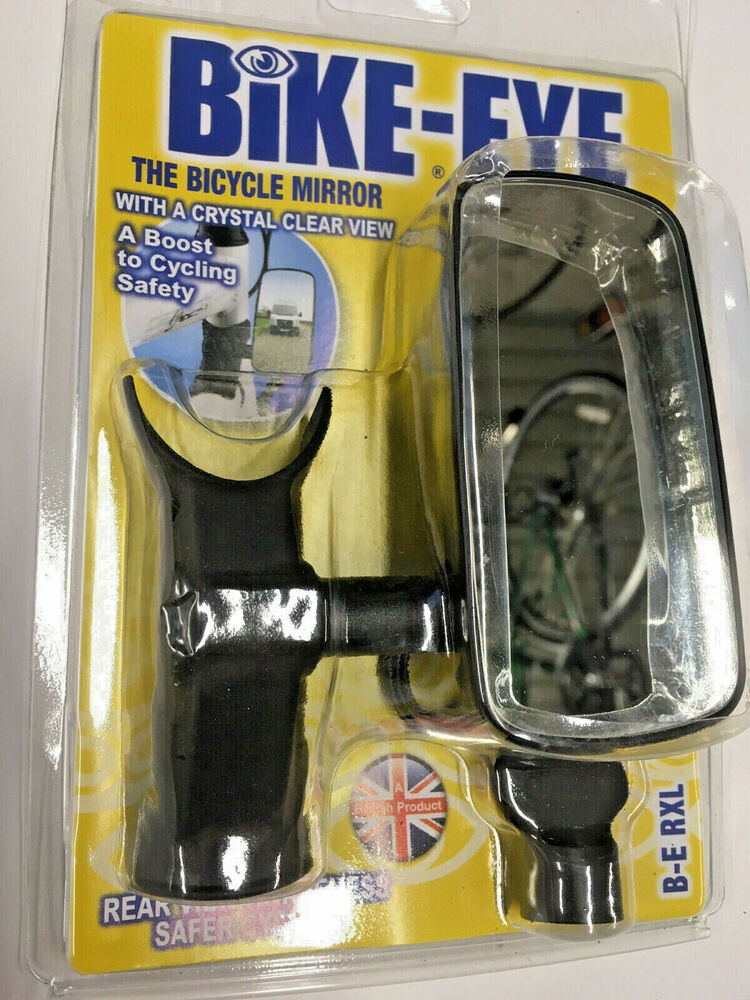 BiKE-EYE
®
THE BICYCLE MIRROR
WITH A CRYSTAL CLEAR VIEW
A Boost
to Cycling
Safety
A
British Product
B-E RXL
REAR
SAFER